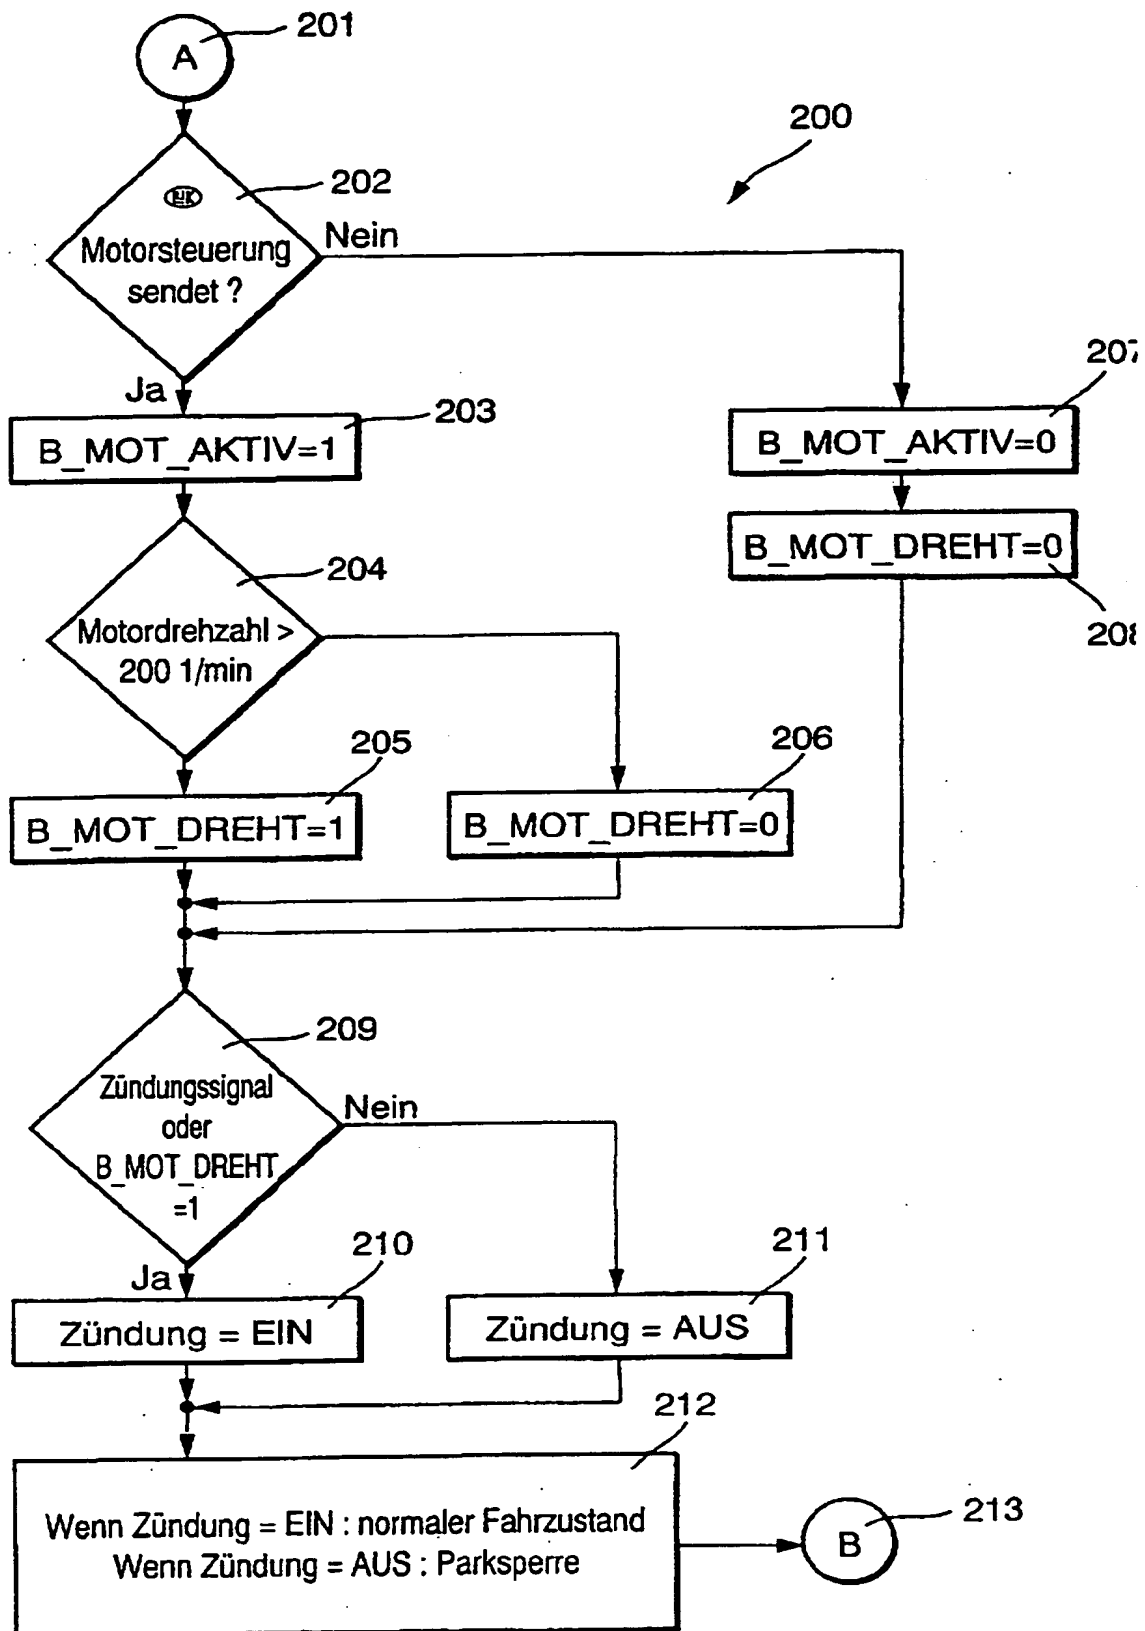 201
A
200
202
Motorsteuerung
sendet ?
Nein
Ja
203
B_MOT_AKTIV=1
207
B_MOT_AKTIV=0
B_MOT_DREHT=0
208
204
Motordrehzahl >
200 1/min
205
B_MOT_DREHT=1
206
B_MOT_DREHT=0
209
Zündungssignal
oder
B_MOT_DREHT
=1
Nein
Ja
210
Zündung = EIN
211
Zündung = AUS
212
Wenn Zündung = EIN : normaler Fahrzustand
Wenn Zündung = AUS : Parksperre
B
213